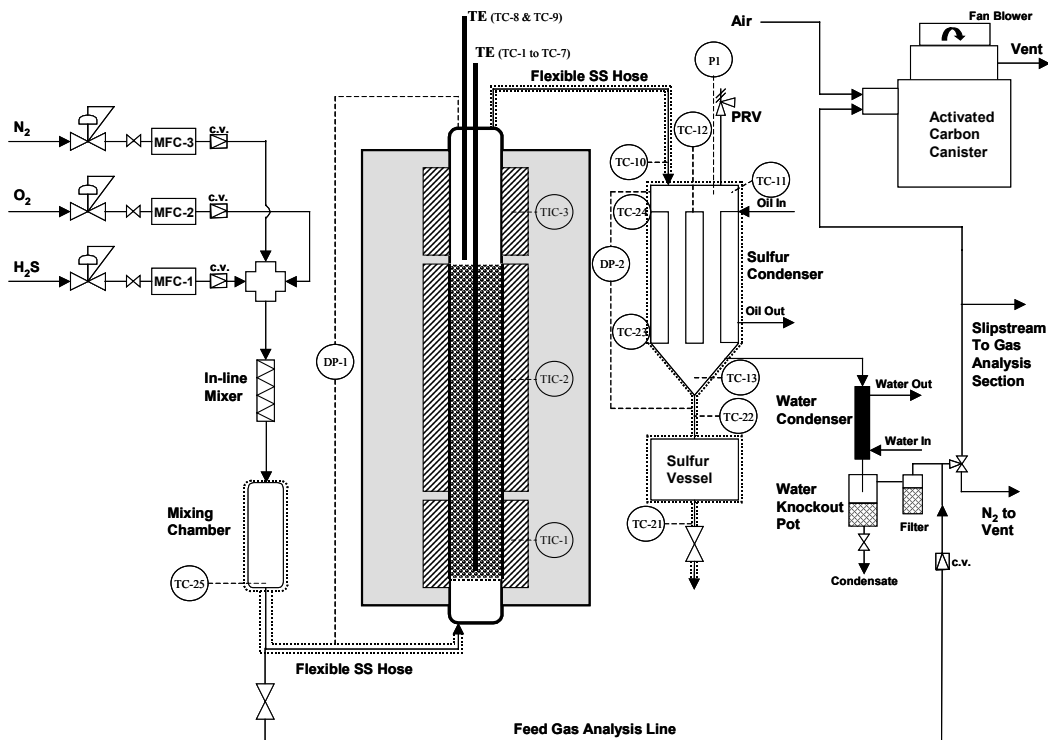 TE (TC-8 & TC-9)
TE (TC-1 to TC-7)
Flexible SS Hose
Air
Fan Blower
Vent
Activated
Carbon
Canister
P1
PRV
TC-12
TC-10
TC-11
Oil In
TC-24
DP-2
Sulfur
Condenser
Oil Out
TC-23
TC-13
TC-22
Sulfur
Vessel
TC-21
N2
MFC-3
c.v.
O2
MFC-2
c.v.
H2S
MFC-1
c.v.
In-line
Mixer
Mixing
Chamber
TC-25
DP-1
TIC-3
TIC-2
TIC-1
Flexible SS Hose
Slipstream
To Gas
Analysis
Section
Water Out
Water
Condenser
Water In
Water
Knockout
Pot
Filter
N2 to
Vent
c.v.
Condensate
Feed Gas Analysis Line